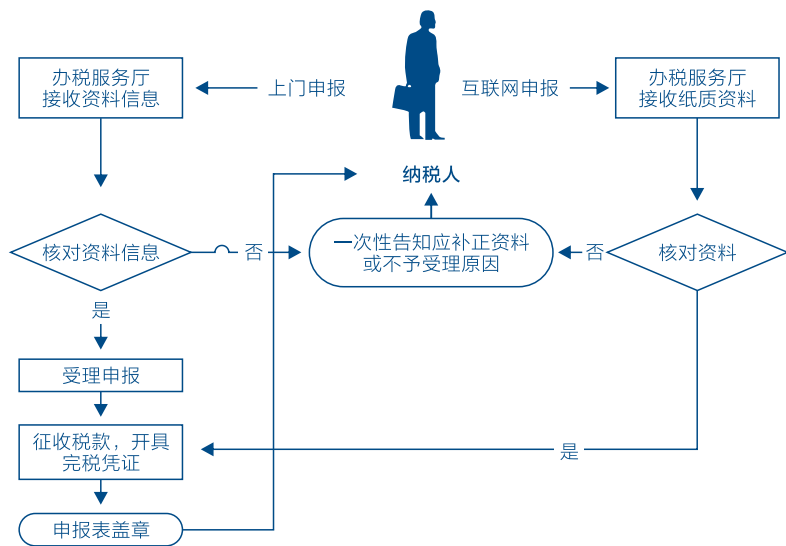 办税服务厅
接收资料信息
上门申报
互联网申报
办税服务厅
接收纸质资料
纳税人
核对资料信息
否
一次性告知应补正资料
或不予受理原因
否
核对资料
是
受理申报
征收税款，开具
完税凭证
是
申报表盖章